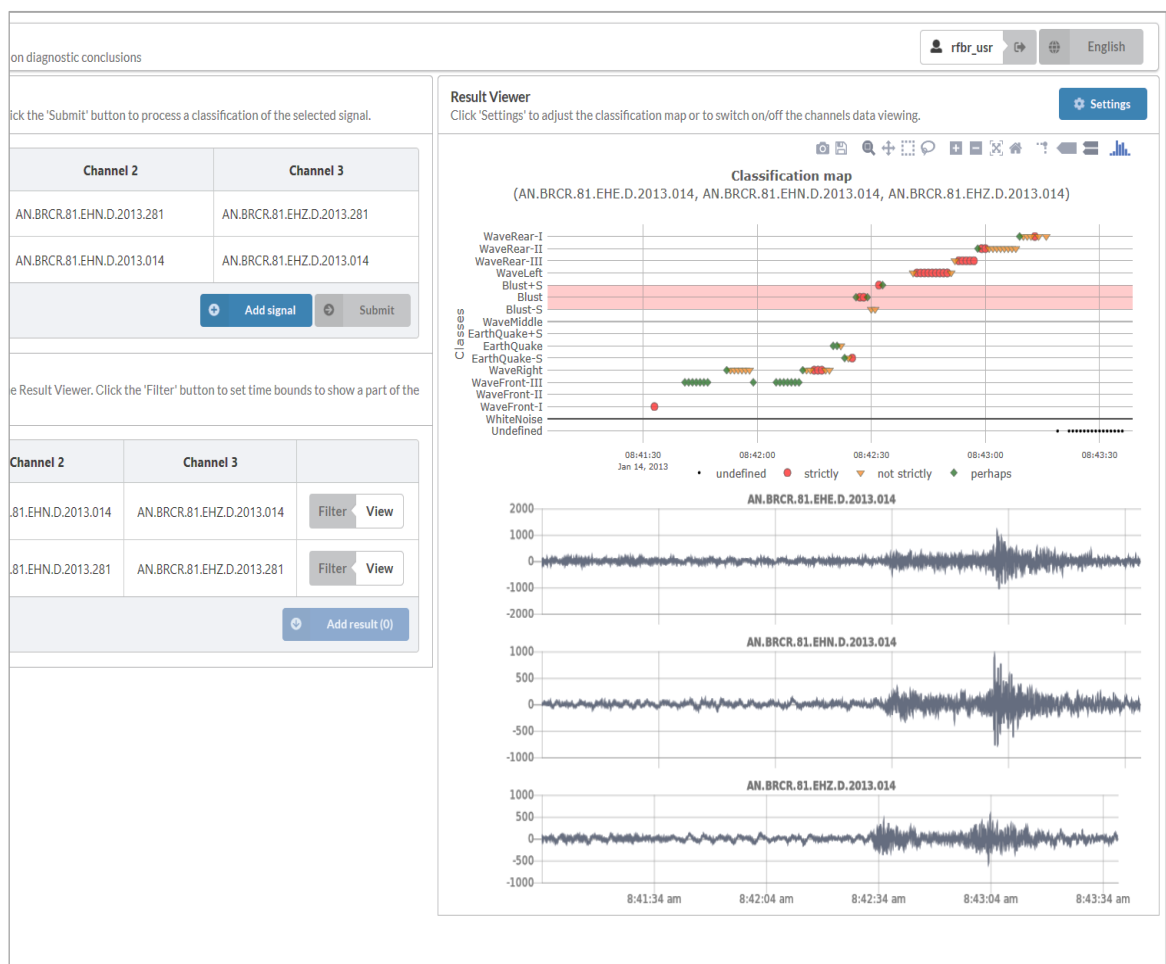 on diagnostic conclusions
rfbr_usr
English
ick the 'Submit' button to process a classification of the selected signal.
Channel 2 Channel 3
AN.BRCR.81.EHN.D.2013.281 AN.BRCR.81.EHZ.D.2013.281
AN.BRCR.81.EHN.D.2013.014 AN.BRCR.81.EHZ.D.2013.014
Add signal Submit
e Result Viewer. Click the 'Filter' button to set time bounds to show a part of the
Channel 2 Channel 3
.81.EHN.D.2013.014 AN.BRCR.81.EHZ.D.2013.014 Filter View
.81.EHN.D.2013.281 AN.BRCR.81.EHZ.D.2013.281 Filter View
Add result (0)
Result Viewer
Click 'Settings' to adjust the classification map or to switch on/off the channels data viewing.
Settings
Classification map
(AN.BRCR.81.EHE.D.2013.014, AN.BRCR.81.EHN.D.2013.014, AN.BRCR.81.EHZ.D.2013.014)
Classes
WaveRear-I
WaveRear-II
WaveRear-III
WaveLeft
Blust+S
Blust
Blust-S
WaveMiddle
EarthQuake+S
EarthQuake
EarthQuake-S
WaveRight
WaveFront-III
WaveFront-II
WaveFront-I
WhiteNoise
Undefined
08:41:30 08:42:00 08:42:30 08:43:00 08:43:30
Jan 14, 2013
undefined strictly not strictly perhaps
AN.BRCR.81.EHE.D.2013.014
2000
1000
0
-1000
-2000
AN.BRCR.81.EHN.D.2013.014
1000
500
0
-500
-1000
AN.BRCR.81.EHZ.D.2013.014
1000
500
0
-500
-1000
8:41:34 am 8:42:04 am 8:42:34 am 8:43:04 am 8:43:34 am